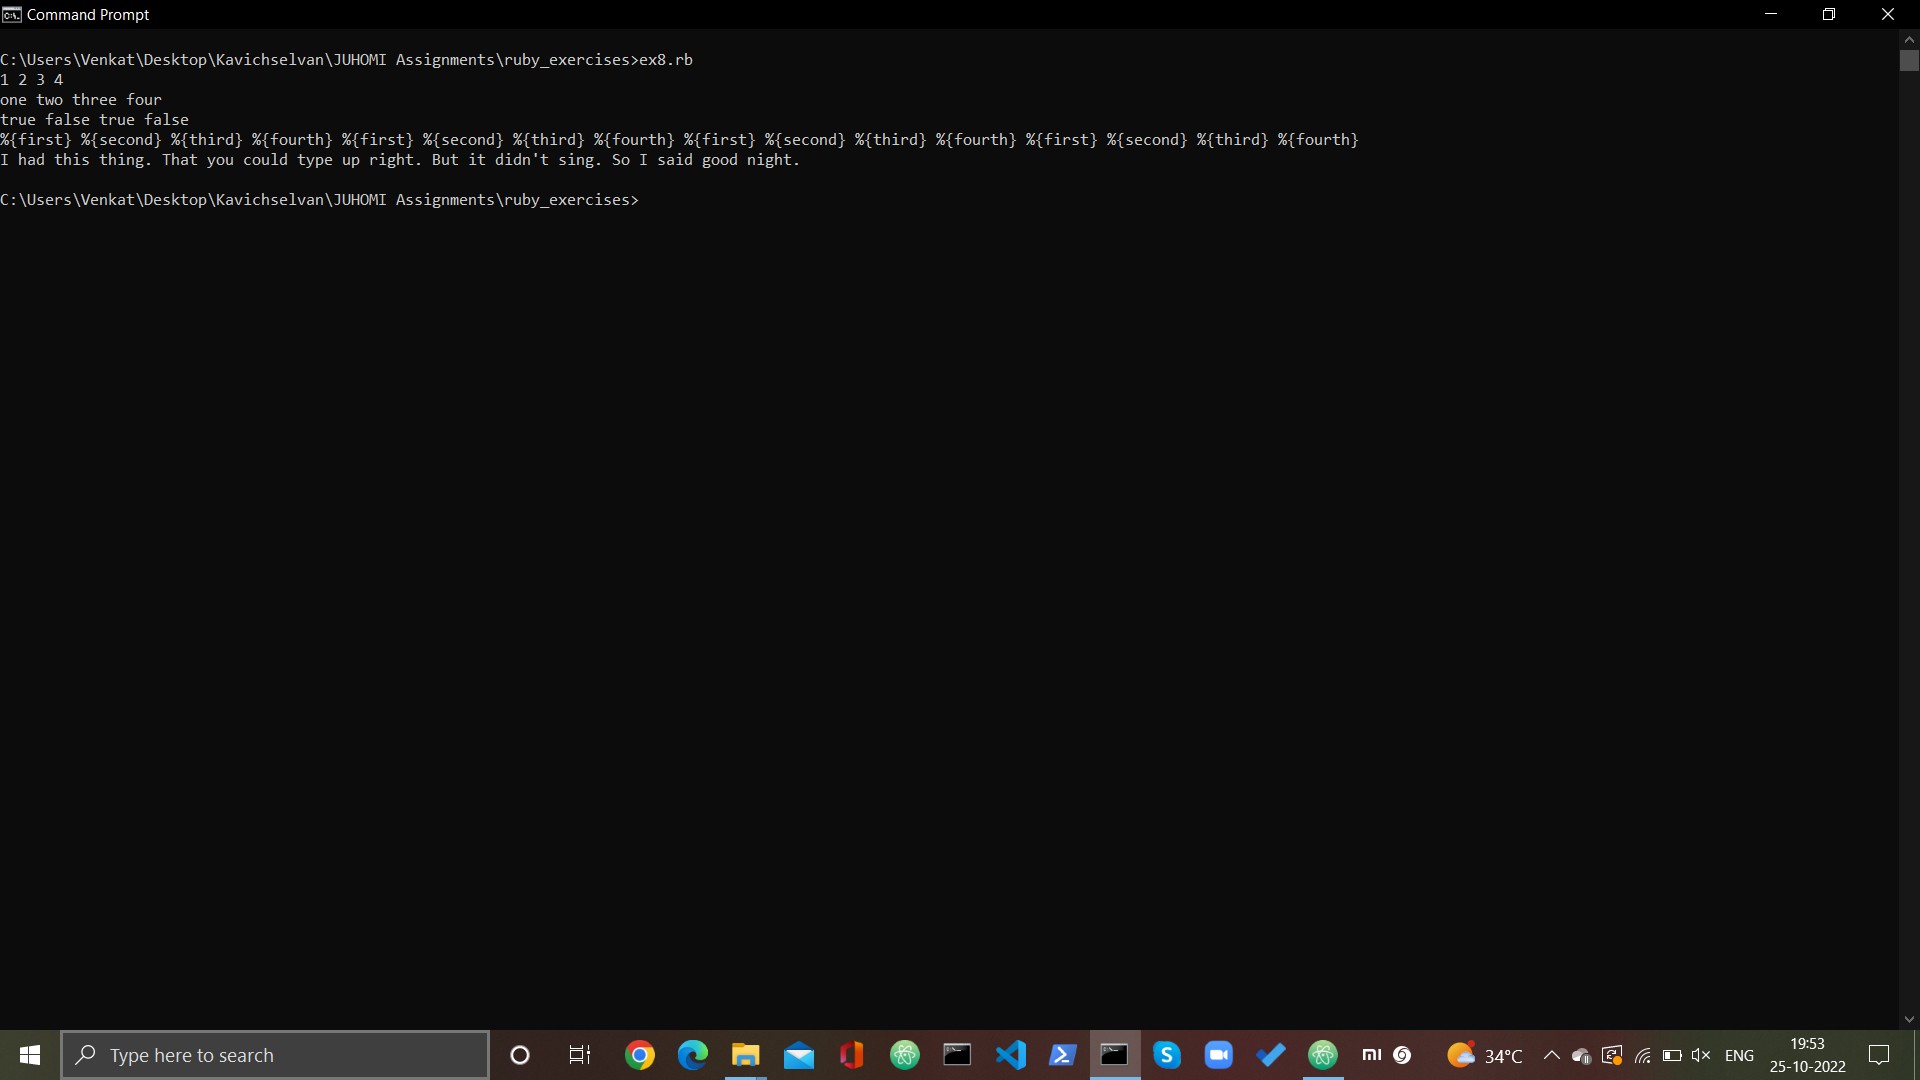 Command Prompt
C:\Users\Venkat\Desktop\Kavichselvan\JUHOMI Assignments\ruby_exercises>ex8.rb
1 2 3 4
one two three four
true false true false
%{first} %{second} %{third} %{fourth} %{first} %{second} %{third} %{fourth} %{first} %{second} %{third} %{fourth} %{first} %{second} %{third} %{fourth}
I had this thing. That you could type up right. But it didn't sing. So I said good night.
C:\Users\Venkat\Desktop\Kavichselvan\JUHOMI Assignments\ruby_exercises>
Type here to search
mi
34°C
ENG
19:53
25-10-2022